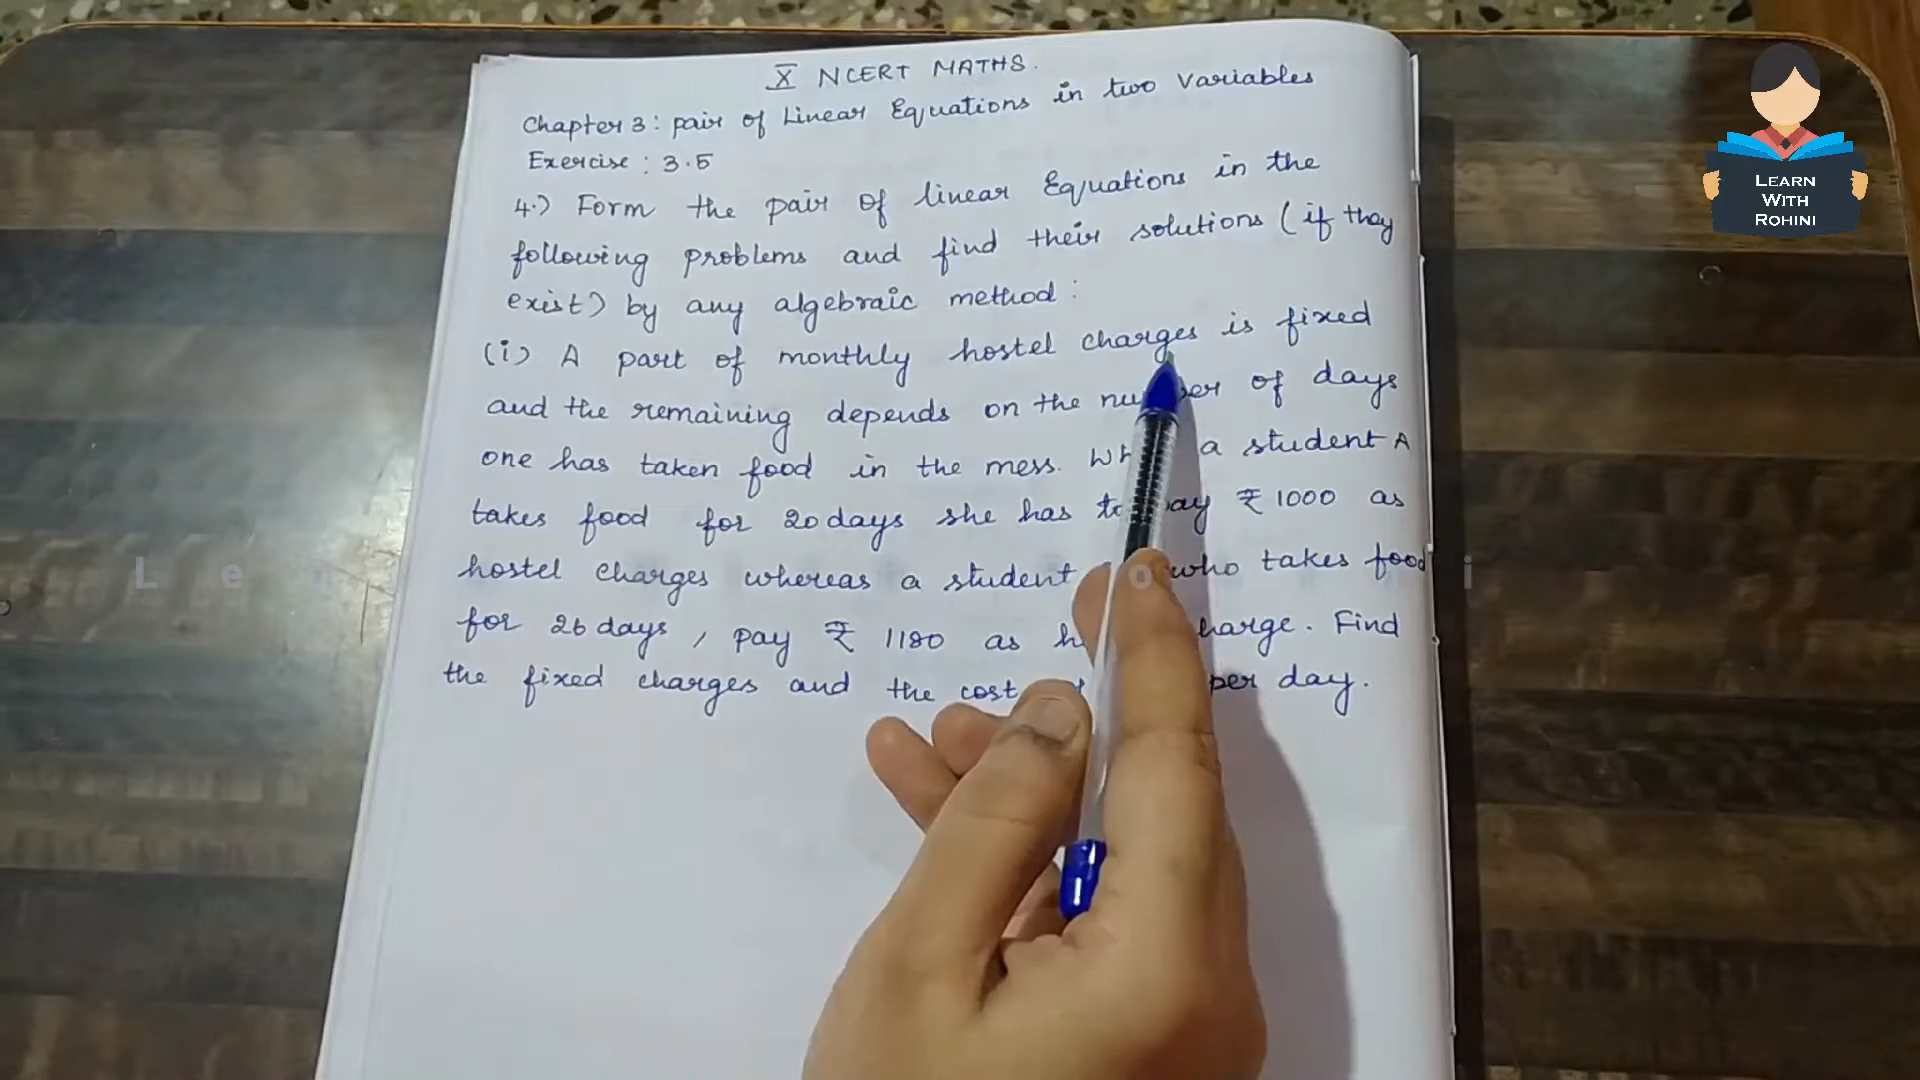 X NCERT MATHS.
Chapter 3: pair of Linear Equations in two Variables
Exercise : 3.5
4.) Form the pair of linear Equations in the
following problems and find their solutions (if they
exist) by any algebraic method:
(i) A part of monthly hostel charges is fixed
and the remaining depends on the of days
one has taken food in the mess. a student A
takes food for 20 days she has to pay ₹ 1000 as
hostel charges whereas a student who takes food
for 26 days, pay ₹ 1180 as charge. Find
the fixed charges and the cost per day.
LEARN
WITH
ROHINI